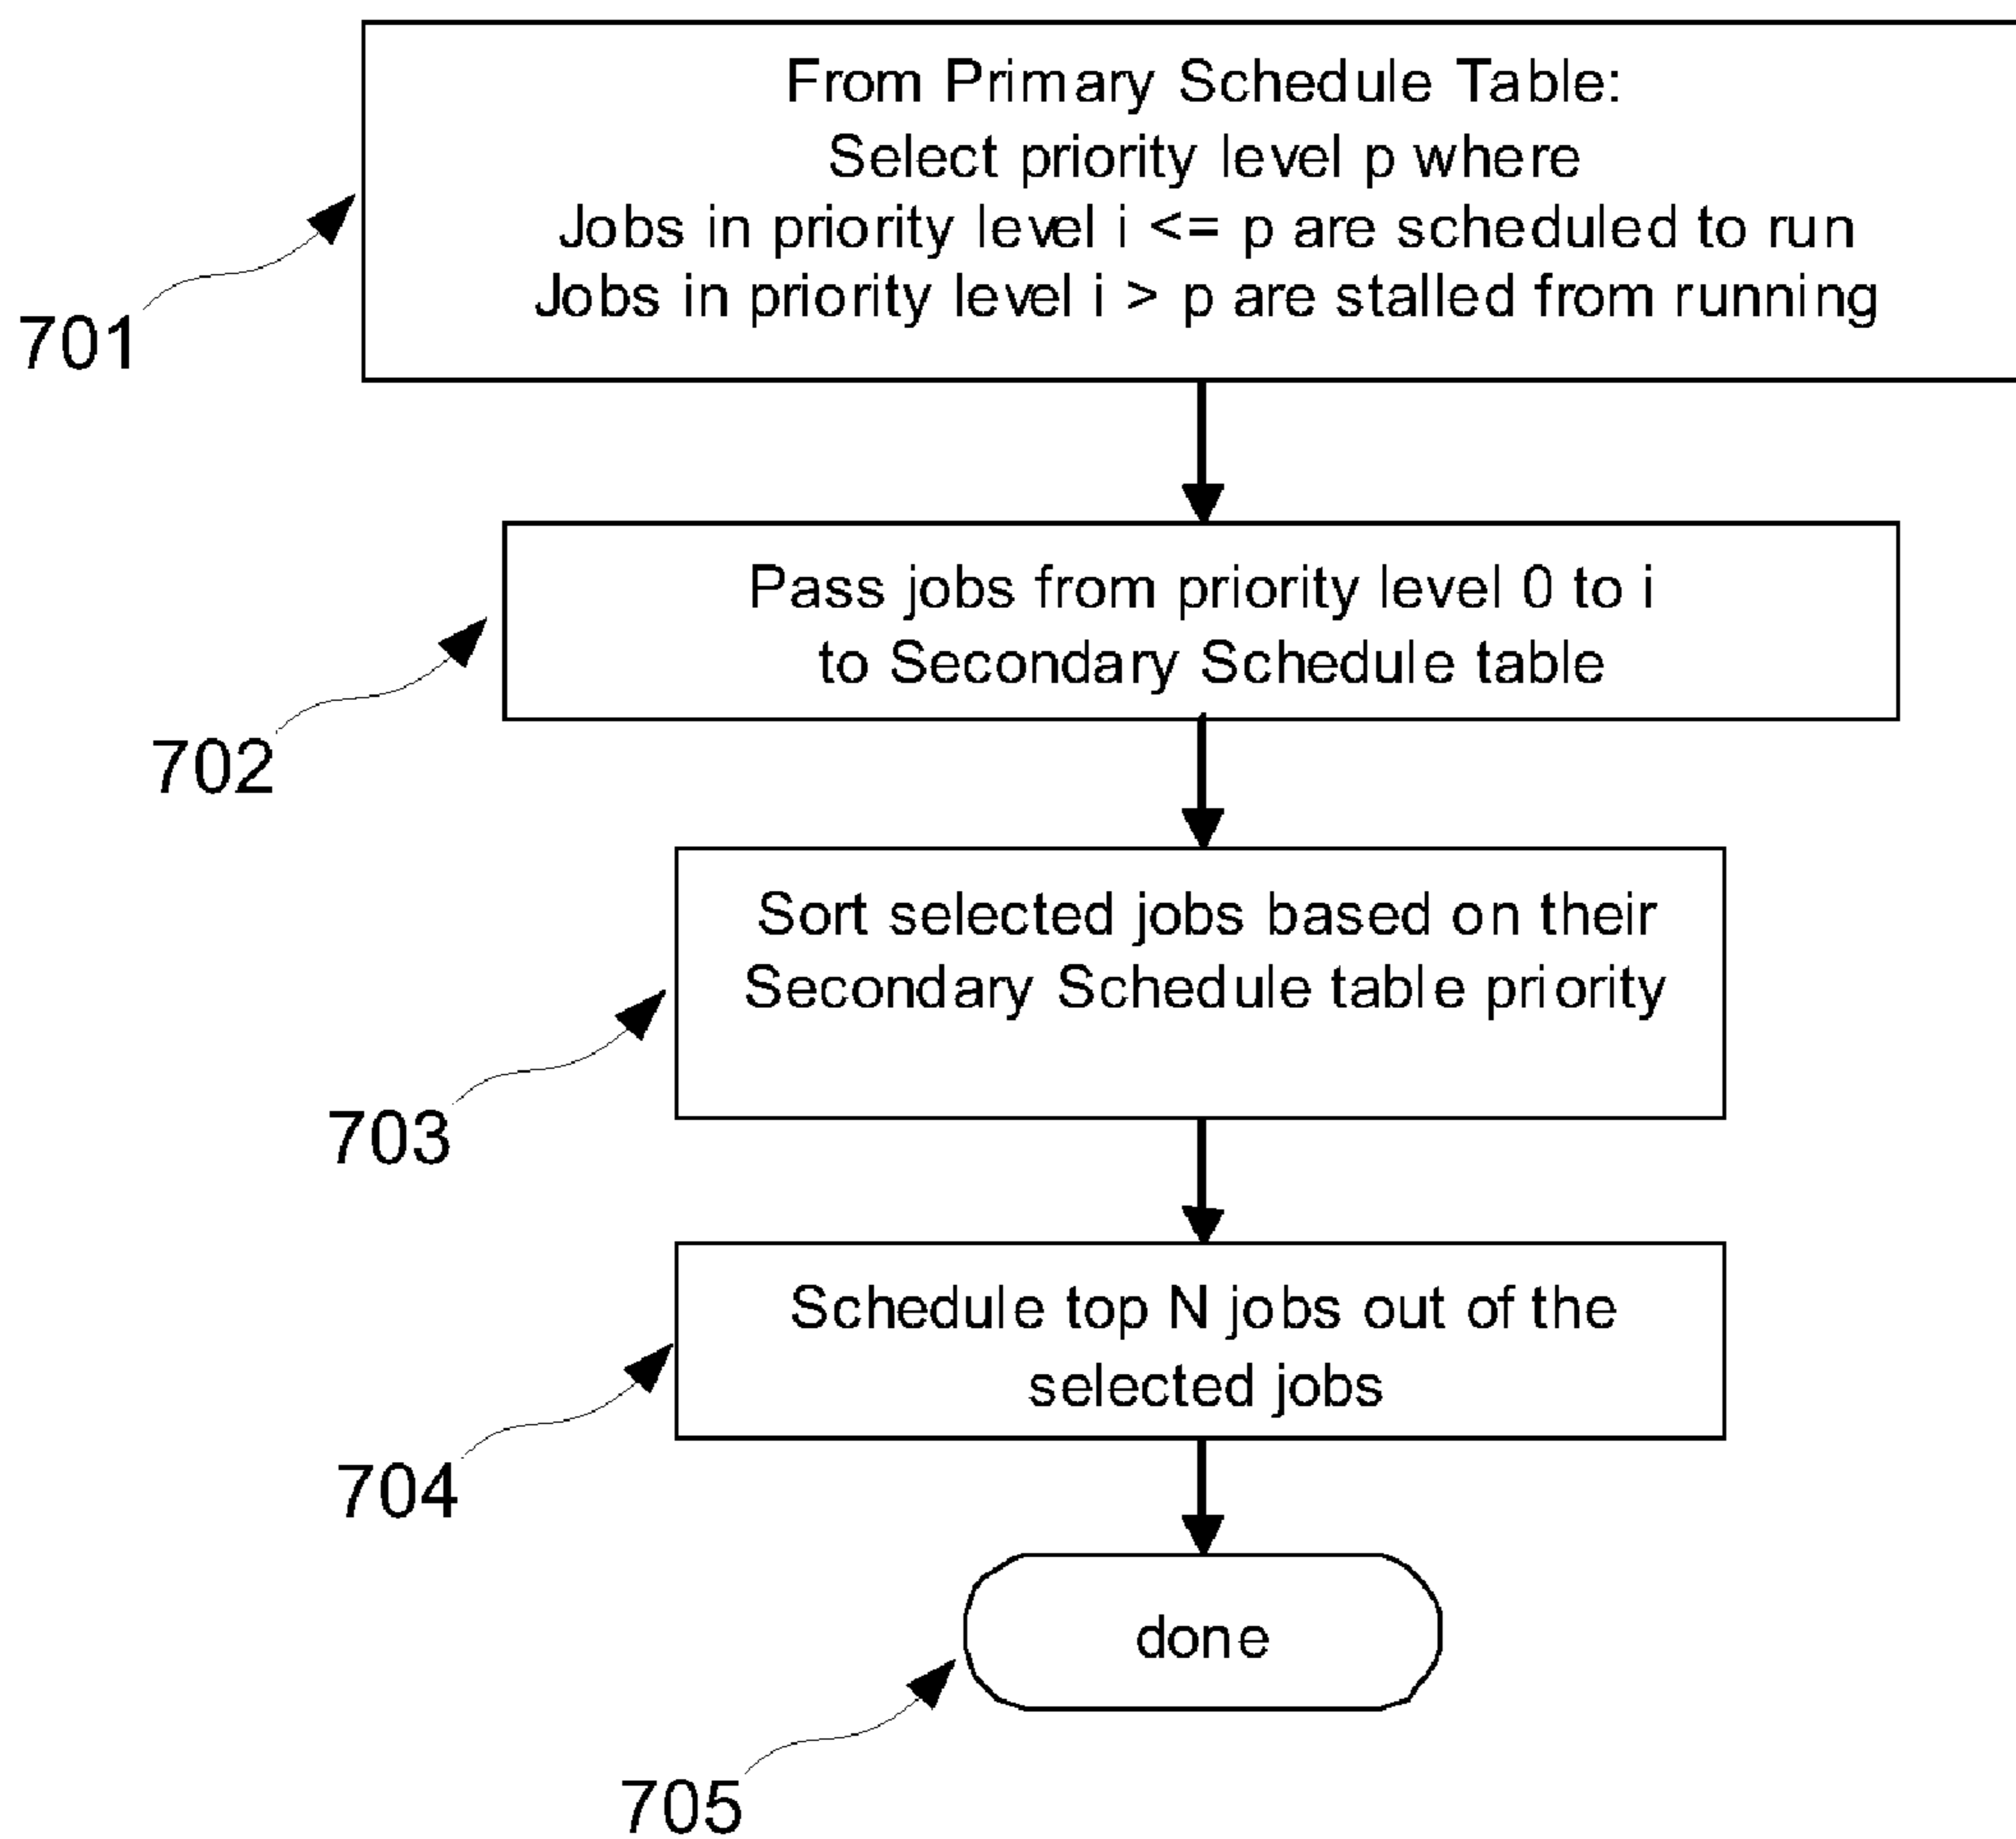 From Primary Schedule Table:
Select priority level p where
Jobs in priority level i <= p are scheduled to run
Jobs in priority level i > p are stalled from running
701
Pass jobs from priority level 0 to i
to Secondary Schedule table
702
Sort selected jobs based on their
Secondary Schedule table priority
703
Schedule top N jobs out of the
selected jobs
704
done
705